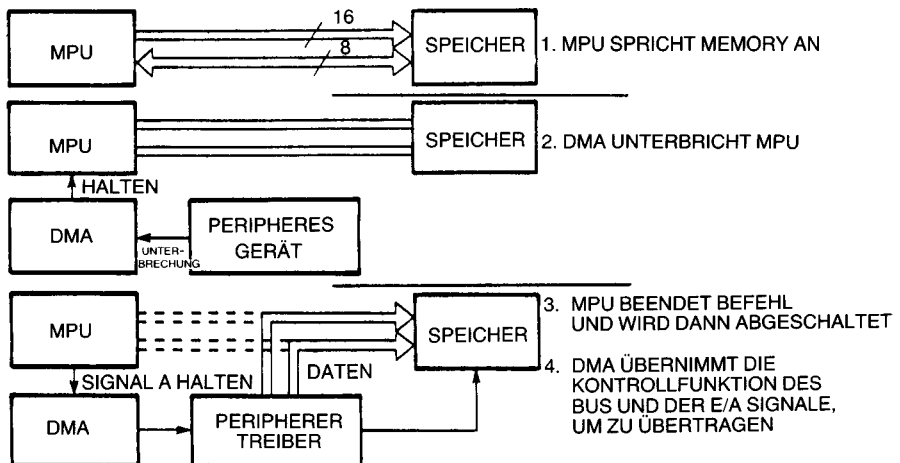 16
MPU
8
SPEICHER
1. MPU SPRICHT MEMORY AN
MPU
SPEICHER
2. DMA UNTERBRICHT MPU
HALTEN
DMA
UNTER-
BRECHUNG
PERIPHERES
GERÄT
MPU
SPEICHER
3. MPU BEENDET BEFEHL
UND WIRD DANN ABGESCHALTET
SIGNAL A HALTEN
DATEN
DMA
PERIPHERER
TREIBER
4. DMA ÜBERNIMMT DIE
KONTROLLFUNKTION DES
BUS UND DER E/A SIGNALE,
UM ZU ÜBERTRAGEN